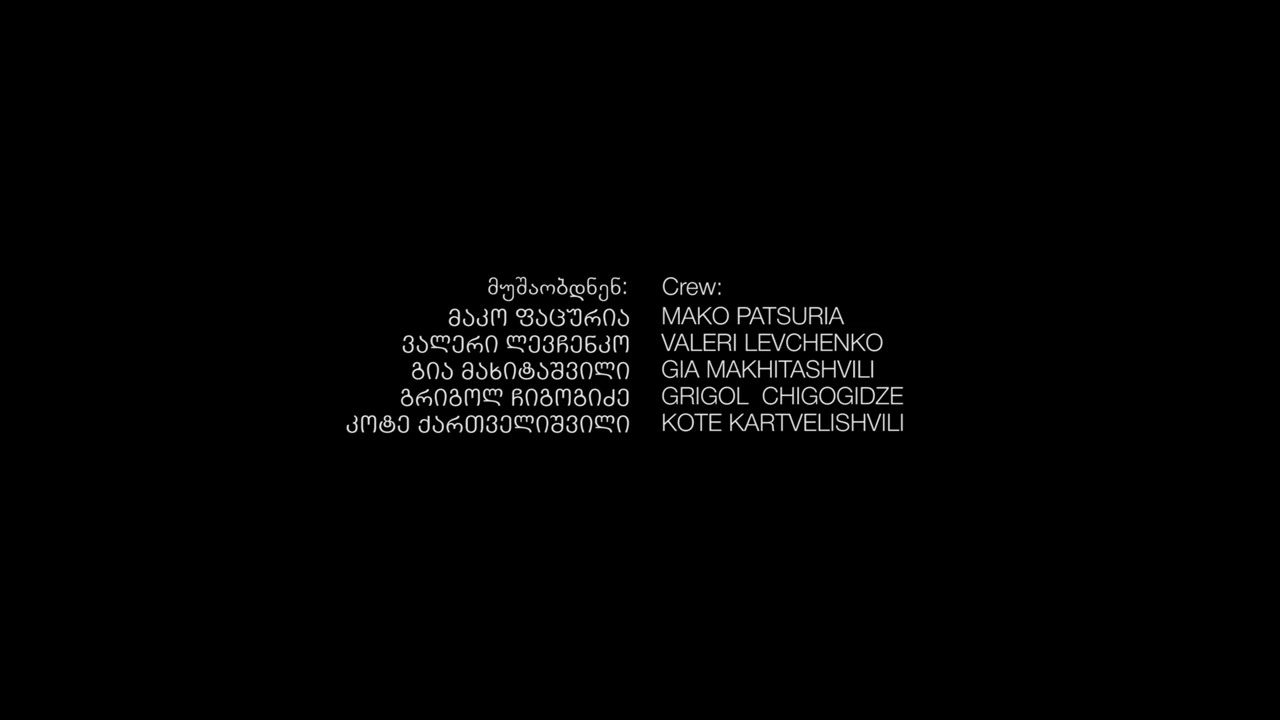 მუშაობდნენ: Crew:
მაკო ფაცურია MAKO PATSURIA
ვალერი ლევჩენკო VALERI LEVCHENKO
გია მახიტაშვილი GIA MAKHITASHVILI
გრიგოლ ჩიგოგიძე GRIGOL CHIGOGIDZE
კოტე ქართველიშვილი KOTE KARTVELISHVILI